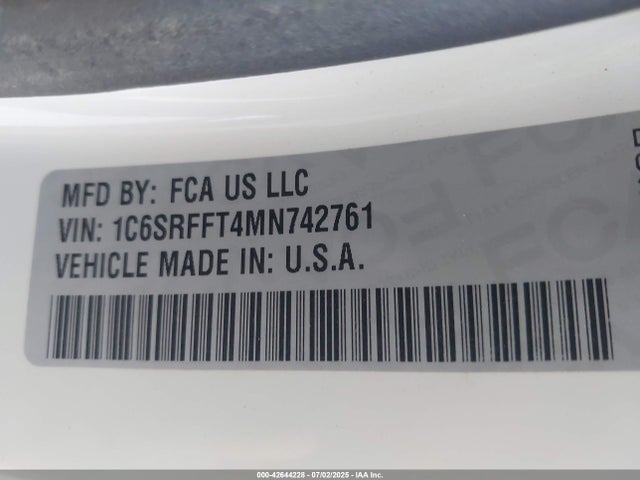 MFD BY: FCA US LLC
VIN: 1C6SRFFT4MN742761
VEHICLE MADE IN: U.S.A.
000-42644228 - 07/02/2025 - IAA Inc.